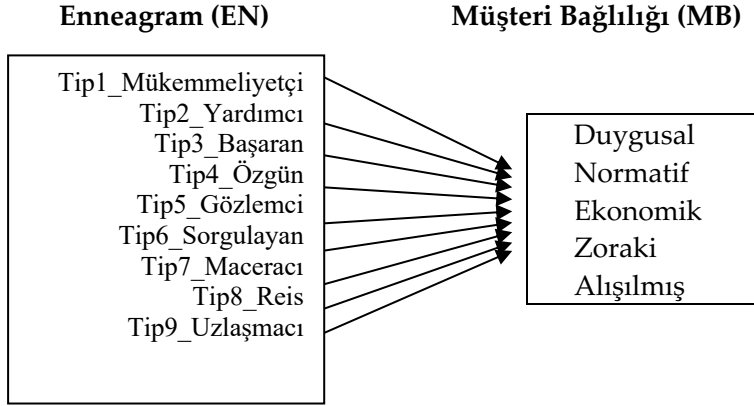 Enneagram (EN)
Müşteri Bağlılığı (MB)
Tip1_Mükemmeliyetçi
Tip2_Yardımcı
Tip3_Başaran
Tip4_Özgün
Tip5_Gözlemci
Tip6_Sorgulayan
Tip7_Maceracı
Tip8_Reis
Tip9_Uzlaşmacı
Duygusal
Normatif
Ekonomik
Zoraki
Alışılmış